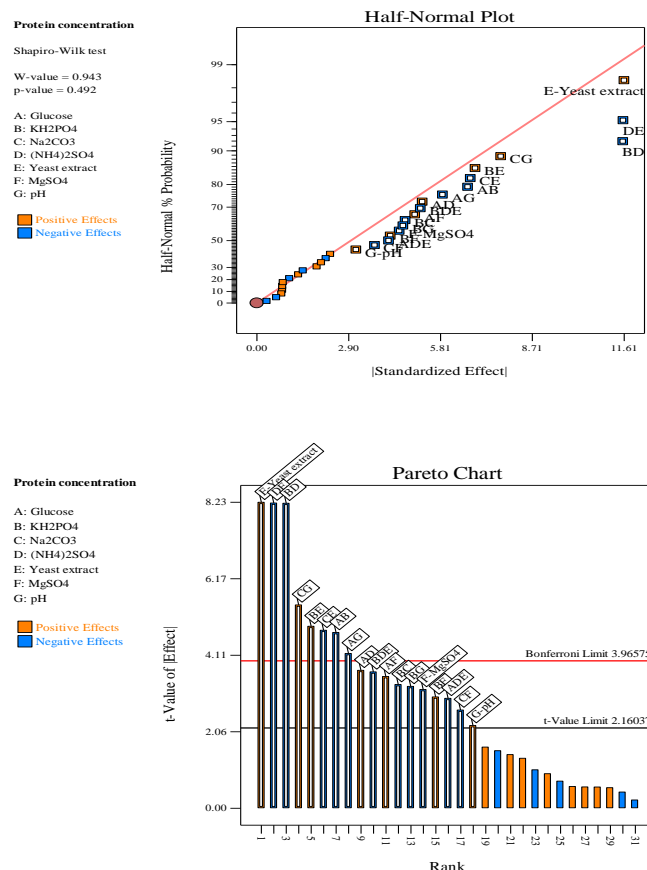 Half-Normal Plot
Protein concentration
Shapiro-Wilk test
W-value = 0.943
p-value = 0.492
A: Glucose
B: KH2PO4
C: Na2CO3
D: (NH4)2SO4
E: Yeast extract
F: MgSO4
G: pH
Positive Effects
Negative Effects
Half-Normal % Probability
99
95
90
80
70
50
30
20
10
0
E-Yeast extract
DE
BD
CG
BE
CE
AB
AG
AD
BDE
AF
BC
BG
F-MgSO4
BF
ADE
CF
G-pH
0.00 2.90 5.81 8.71 11.61
|Standardized Effect|
Pareto Chart
Protein concentration
A: Glucose
B: KH2PO4
C: Na2CO3
D: (NH4)2SO4
E: Yeast extract
F: MgSO4
G: pH
Positive Effects
Negative Effects
t-Value of |Effect|
8.23
6.17
4.11
2.06
0.00
E-Yeast extract
DE
BD
CG
BE
CE
AB
AG
AD
BDE
AF
BC
BG
F-MgSO4
BF
ADE
CF
G-pH
Bonferroni Limit 3.96575
t-Value Limit 2.16037
1 3 5 7 9 11 13 15 17 19 21 23 25 27 29 31
Rank